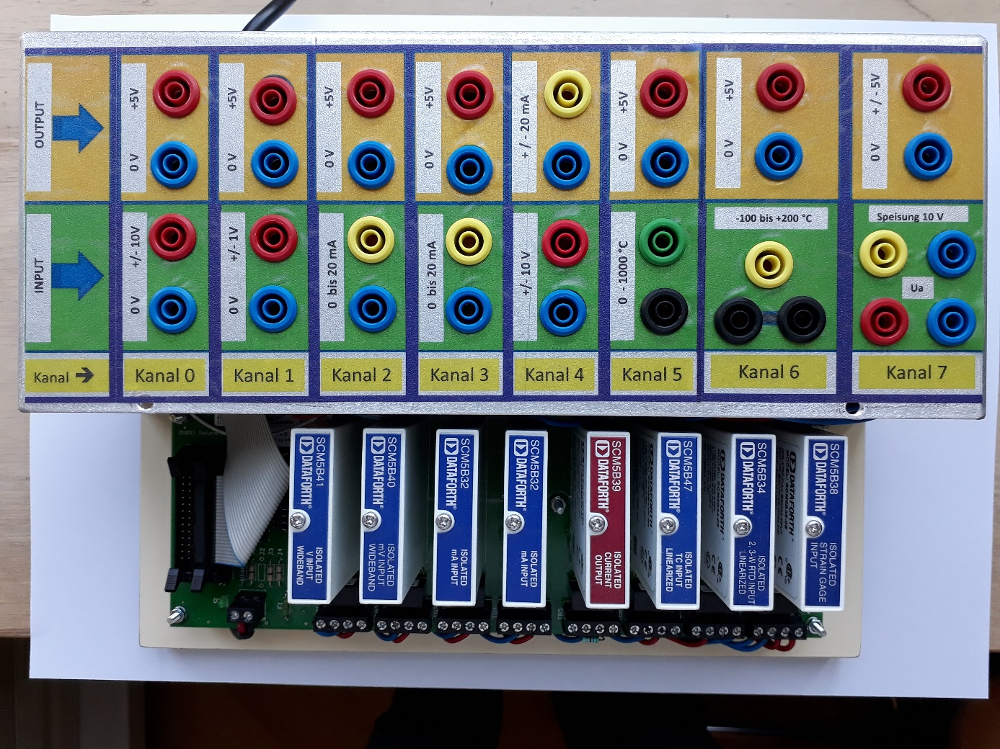 OUTPUT
0 V +5V
0 V +5V
0 V +5V
0 V +5V
+ / - 20 mA
0 V +5V
0 V +5V
0 V + / - 5V
INPUT
0 V +/- 10V
0 V +/- 1V
0 bis 20 mA
0 bis 20 mA
+/- 10 V
0 - 1000 °C
-100 bis +200 °C
Speisung 10 V
Ua
Kanal →
Kanal 0
Kanal 1
Kanal 2
Kanal 3
Kanal 4
Kanal 5
Kanal 6
Kanal 7
SCM5B41
DATAFORTH®
ISOLATED
V INPUT
WIDEBAND
SCM5B40
DATAFORTH®
ISOLATED
mV INPUT
WIDEBAND
SCM5B32
DATAFORTH®
ISOLATED
mA INPUT
SCM5B32
DATAFORTH®
ISOLATED
mA INPUT
SCM5B39
DATAFORTH®
ISOLATED
CURRENT
OUTPUT
SCM5B47
DATAFORTH®
ISOLATED
TC INPUT
LINEARIZED
SCM5B34
DATAFORTH®
ISOLATED
2, 3-W RTD INPUT
LINEARIZED
SCM5B38
DATAFORTH®
ISOLATED
STRAIN GAGE
INPUT
DATAFORTH
J2
J3
J4